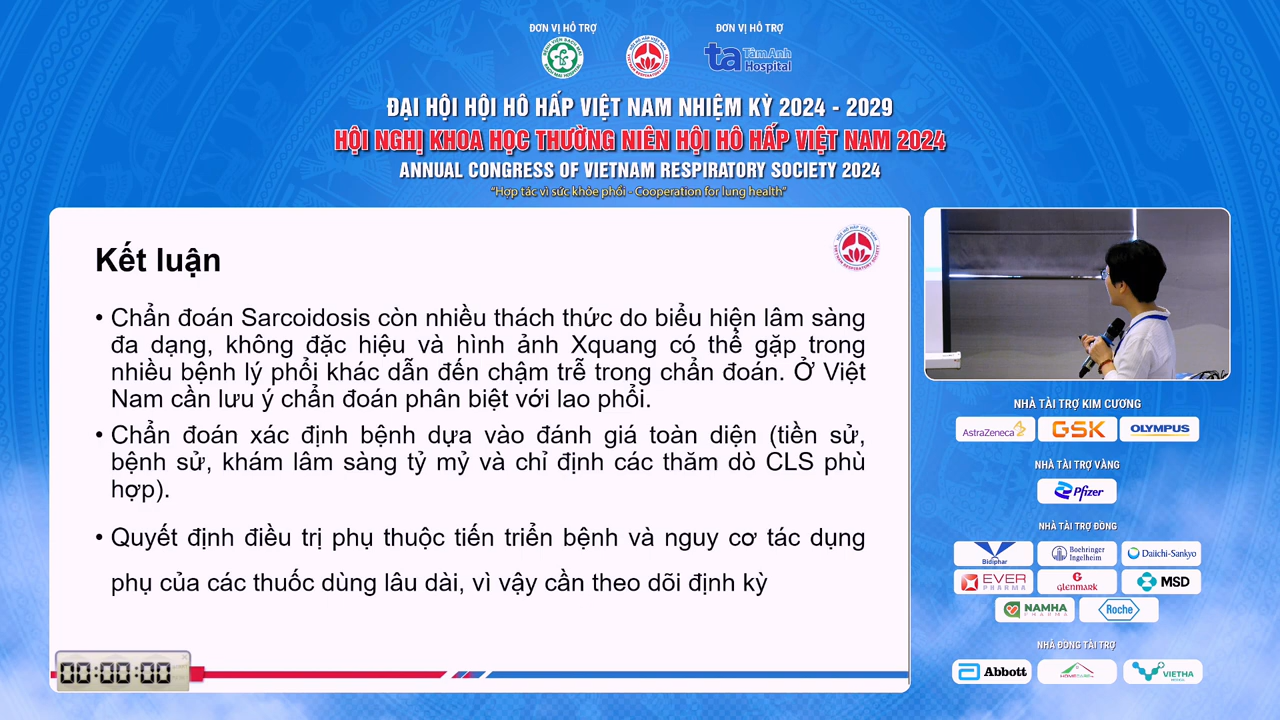 ĐƠN VỊ HỖ TRỢ
ĐƠN VỊ HỖ TRỢ
ta TâmAnh
Hospital
ĐẠI HỘI HỘI HÔ HẤP VIỆT NAM NHIỆM KỲ 2024 - 2029
HỘI NGHỊ KHOA HỌC THƯỜNG NIÊN HỘI HÔ HẤP VIỆT NAM 2024
ANNUAL CONGRESS OF VIETNAM RESPIRATORY SOCIETY 2024
“Hợp tác vì sức khỏe phổi - Cooperation for lung health”
Kết luận
• Chẩn đoán Sarcoidosis còn nhiều thách thức do biểu hiện lâm sàng
đa dạng, không đặc hiệu và hình ảnh Xquang có thể gặp trong
nhiều bệnh lý phổi khác dẫn đến chậm trễ trong chẩn đoán. Ở Việt
Nam cần lưu ý chẩn đoán phân biệt với lao phổi.
• Chẩn đoán xác định bệnh dựa vào đánh giá toàn diện (tiền sử,
bệnh sử, khám lâm sàng tỷ mỷ và chỉ định các thăm dò CLS phù
hợp).
• Quyết định điều trị phụ thuộc tiến triển bệnh và nguy cơ tác dụng
phụ của các thuốc dùng lâu dài, vì vậy cần theo dõi định kỳ
00:00:00
NHÀ TÀI TRỢ KIM CƯƠNG
AstraZeneca
GSK
OLYMPUS
NHÀ TÀI TRỢ VÀNG
Pfizer
NHÀ TÀI TRỢ ĐỒNG
Bidiphar
Boehringer
Ingelheim
Daiichi-Sankyo
EVER
PHARMA
GLENMARK
MSD
NAMHA
PHARMA
Roche
NHÀ ĐỒNG TÀI TRỢ
Abbott
HOMETCARE
VIETHA